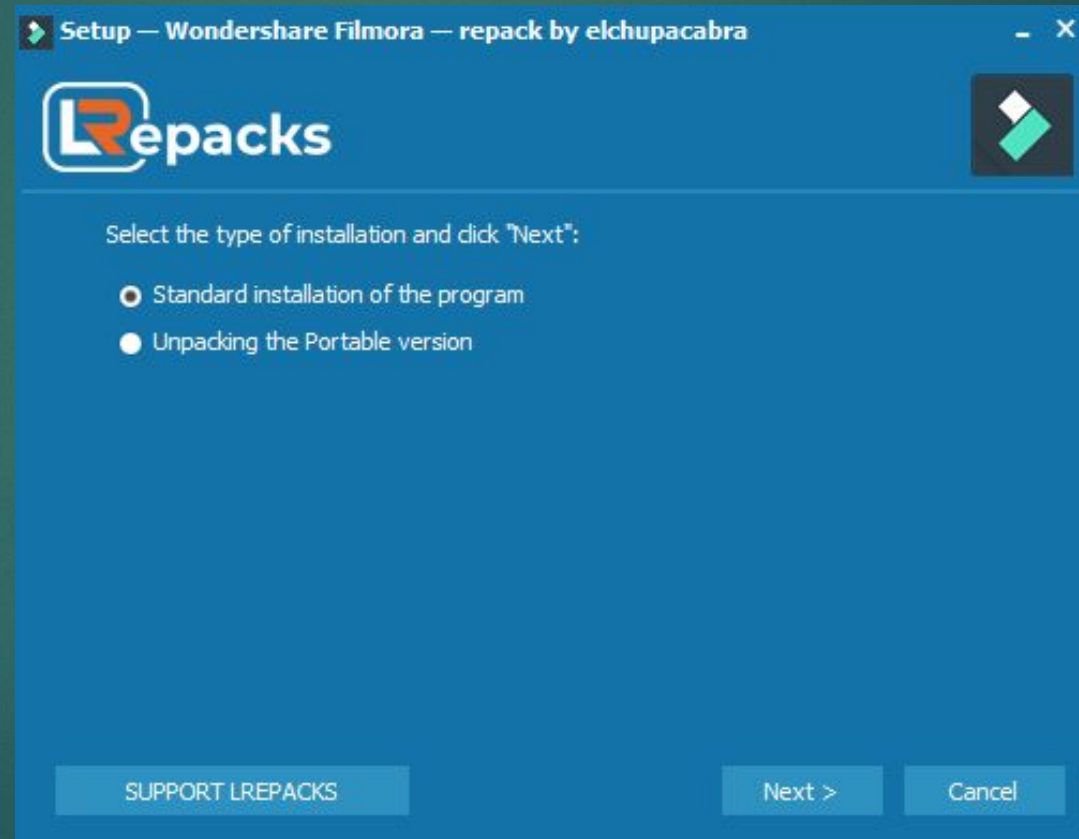 Setup — Wondershare Filmora — repack by elchupacabra
LRepacks
Select the type of installation and click "Next":
Standard installation of the program
Unpacking the Portable version
SUPPORT LREPACKS
Next >
Cancel